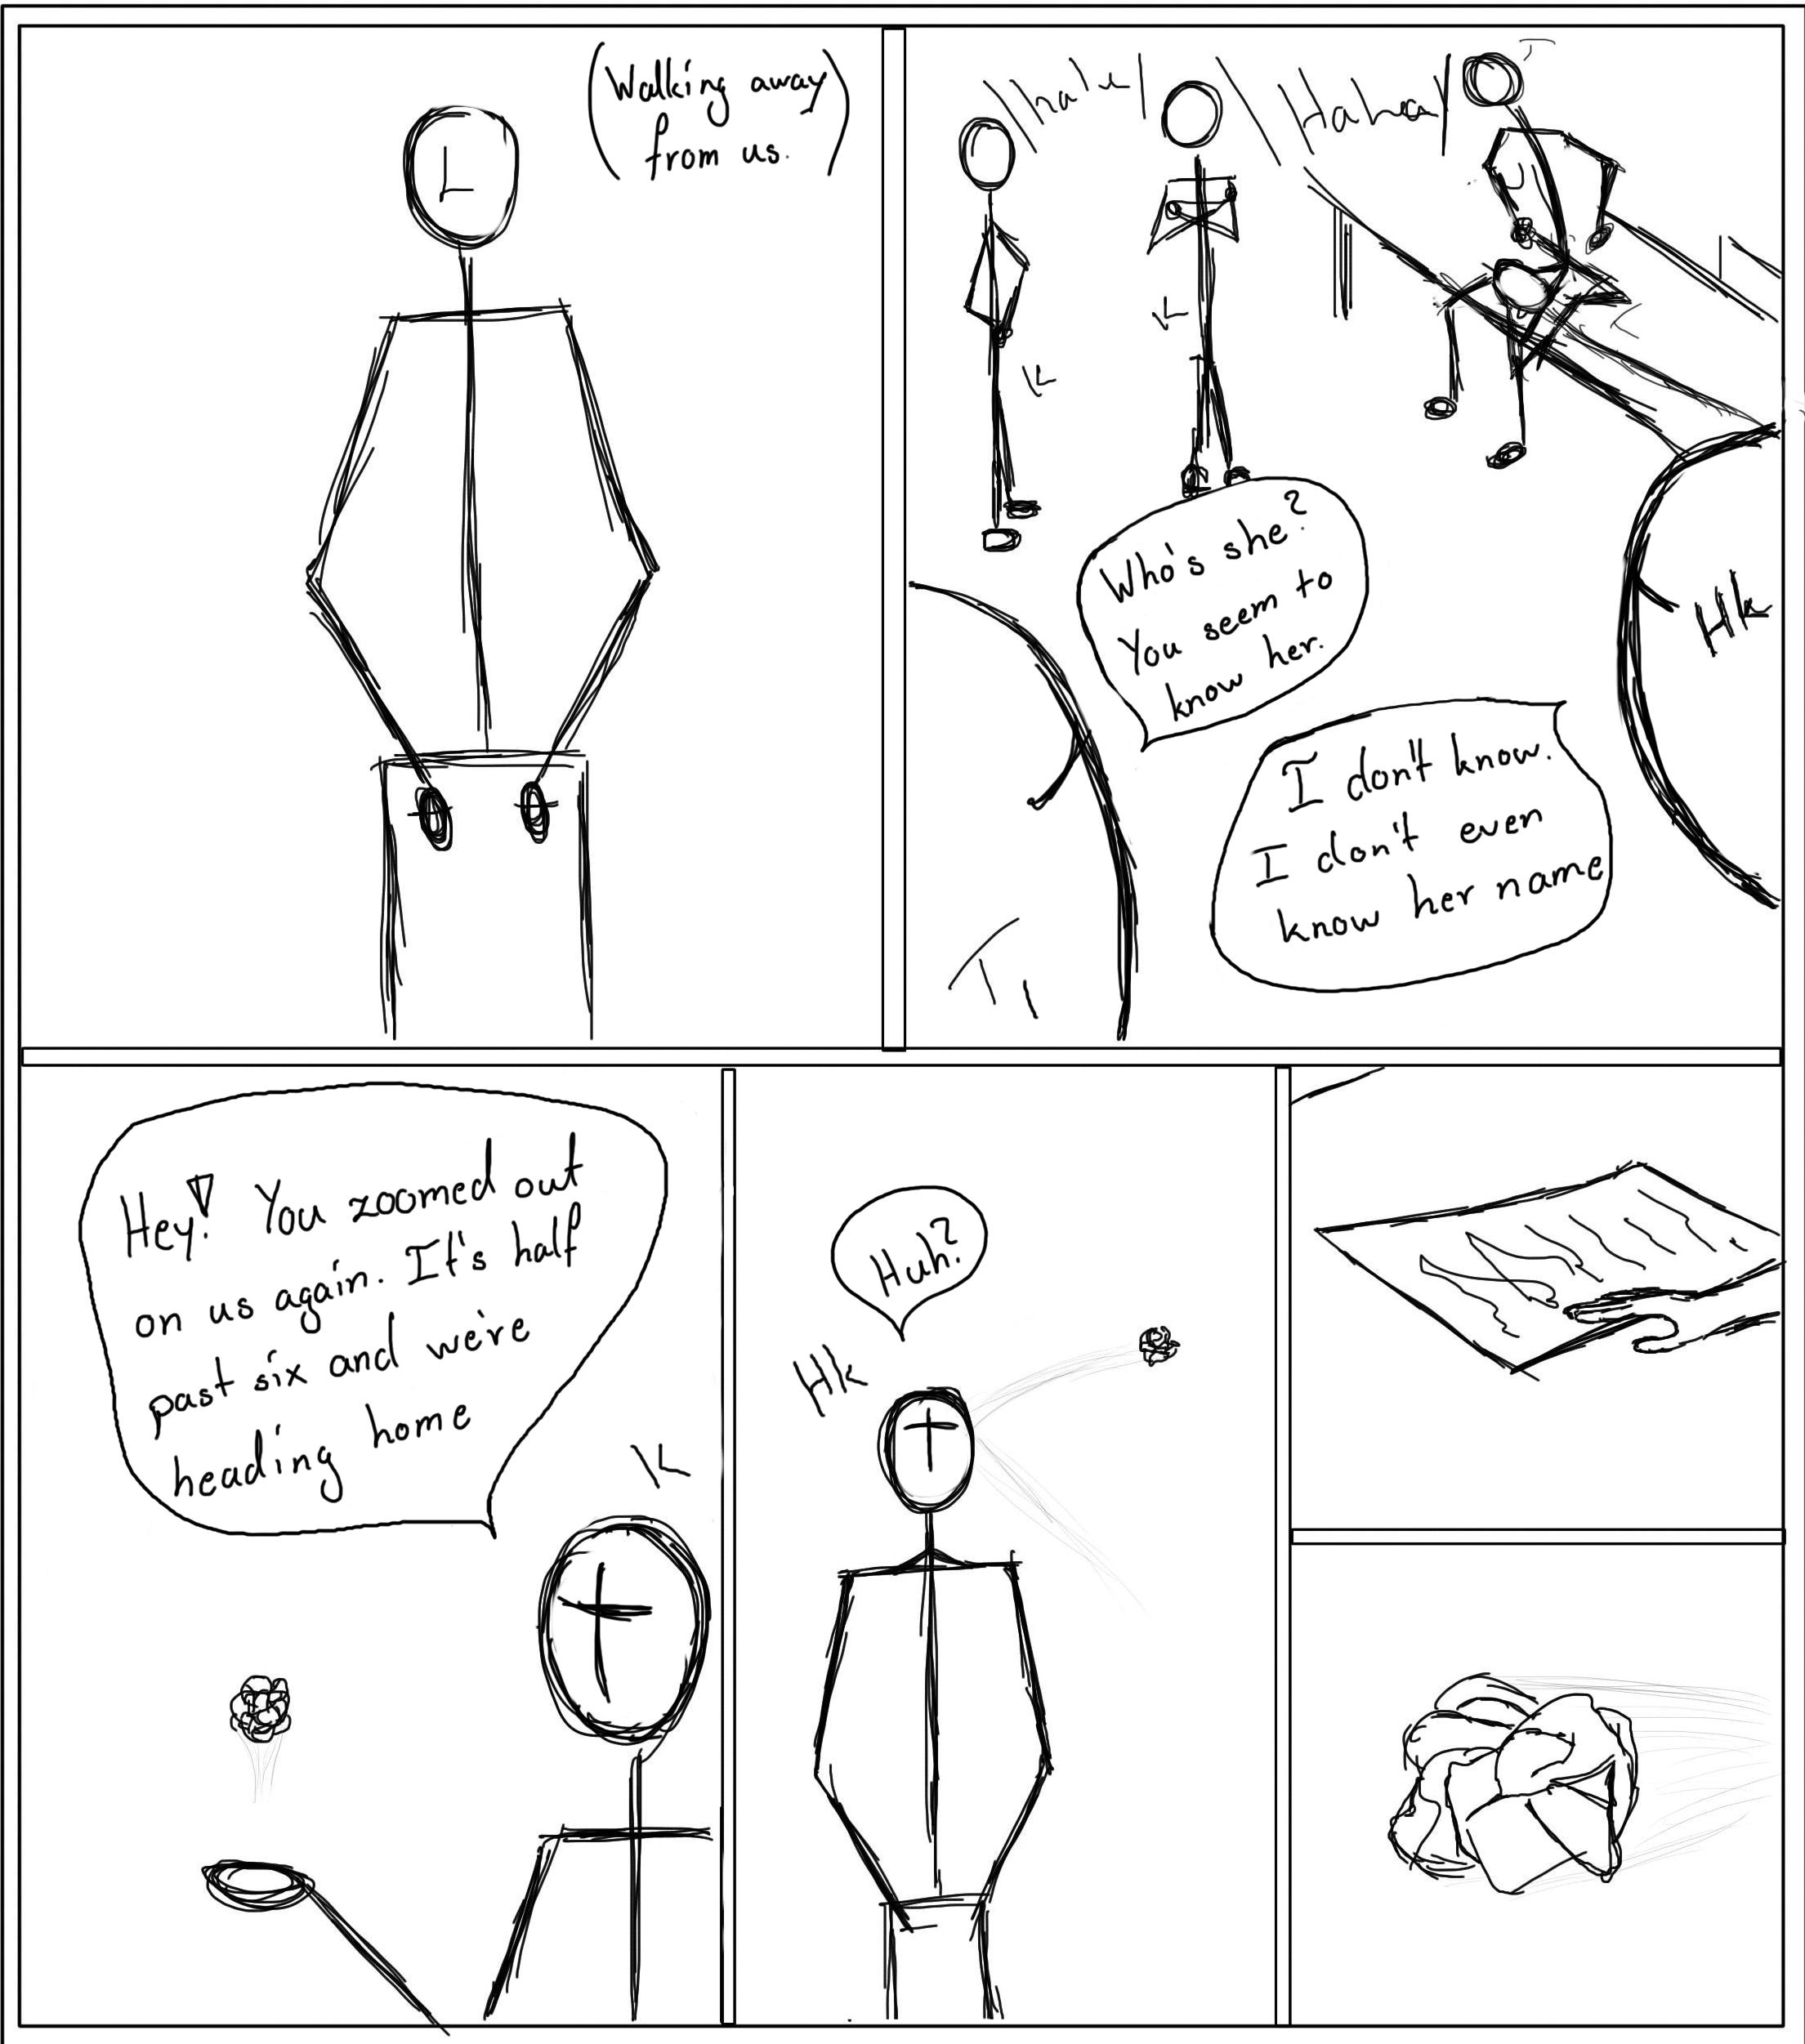 (Walking away
from us.)
L
Haha
J
K
K
Who's she?
You seem to
know her.
HK
I don't know.
I don't even
know her name
T
Hey! You zoomed out
on us again. It's half
past six and we're
heading home
K
Huh?
HK